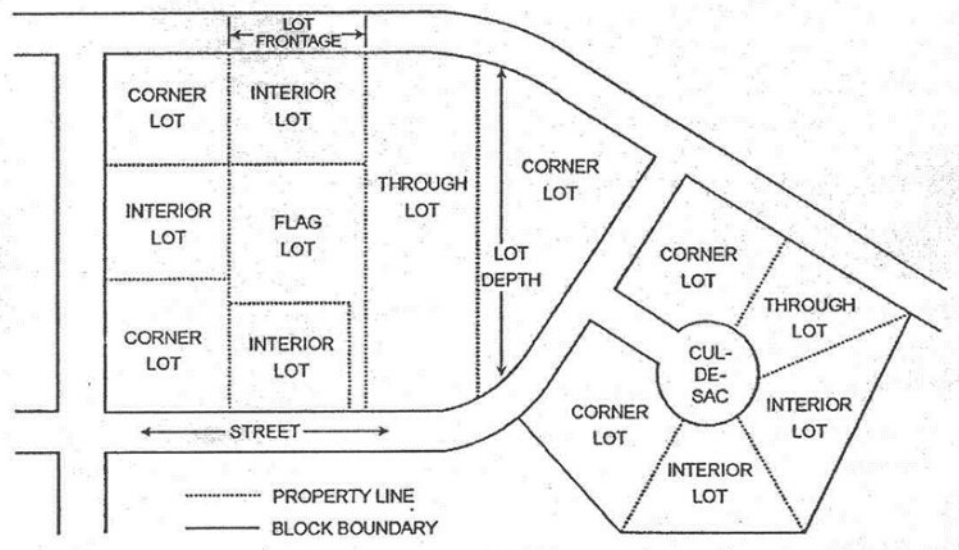 LOT
FRONTAGE
CORNER
LOT
INTERIOR
LOT
THROUGH
LOT
CORNER
LOT
INTERIOR
LOT
FLAG
LOT
LOT
DEPTH
CORNER
LOT
THROUGH
LOT
CORNER
LOT
INTERIOR
LOT
CUL-
DE-
SAC
INTERIOR
LOT
CORNER
LOT
INTERIOR
LOT
STREET
PROPERTY LINE
BLOCK BOUNDARY